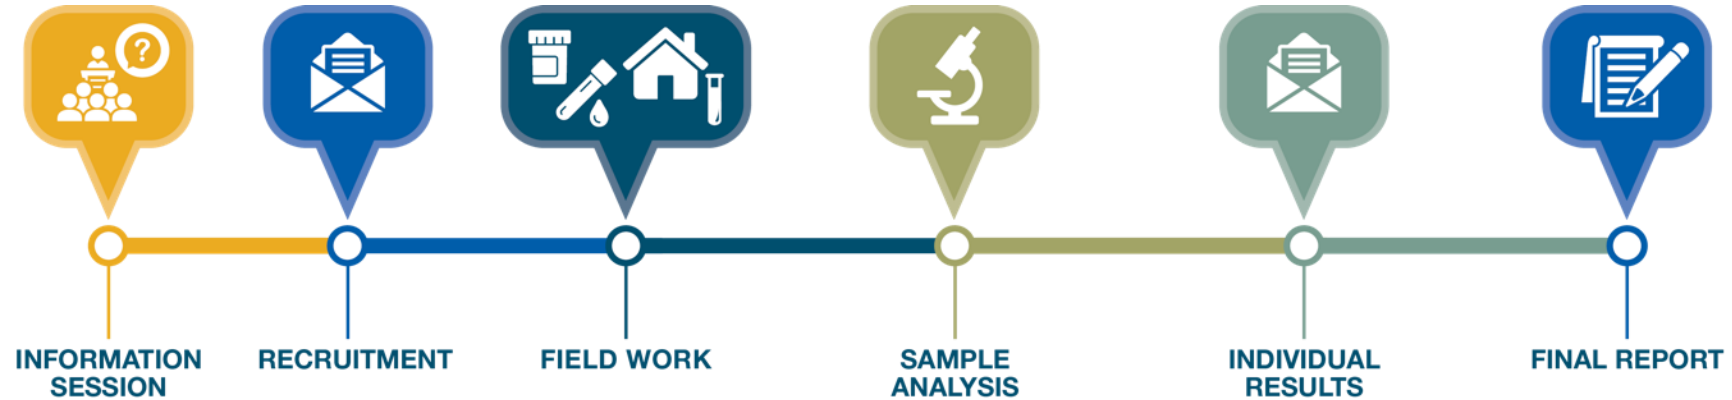 ?
INFORMATION
SESSION
RECRUITMENT
FIELD WORK
SAMPLE
ANALYSIS
INDIVIDUAL
RESULTS
FINAL REPORT